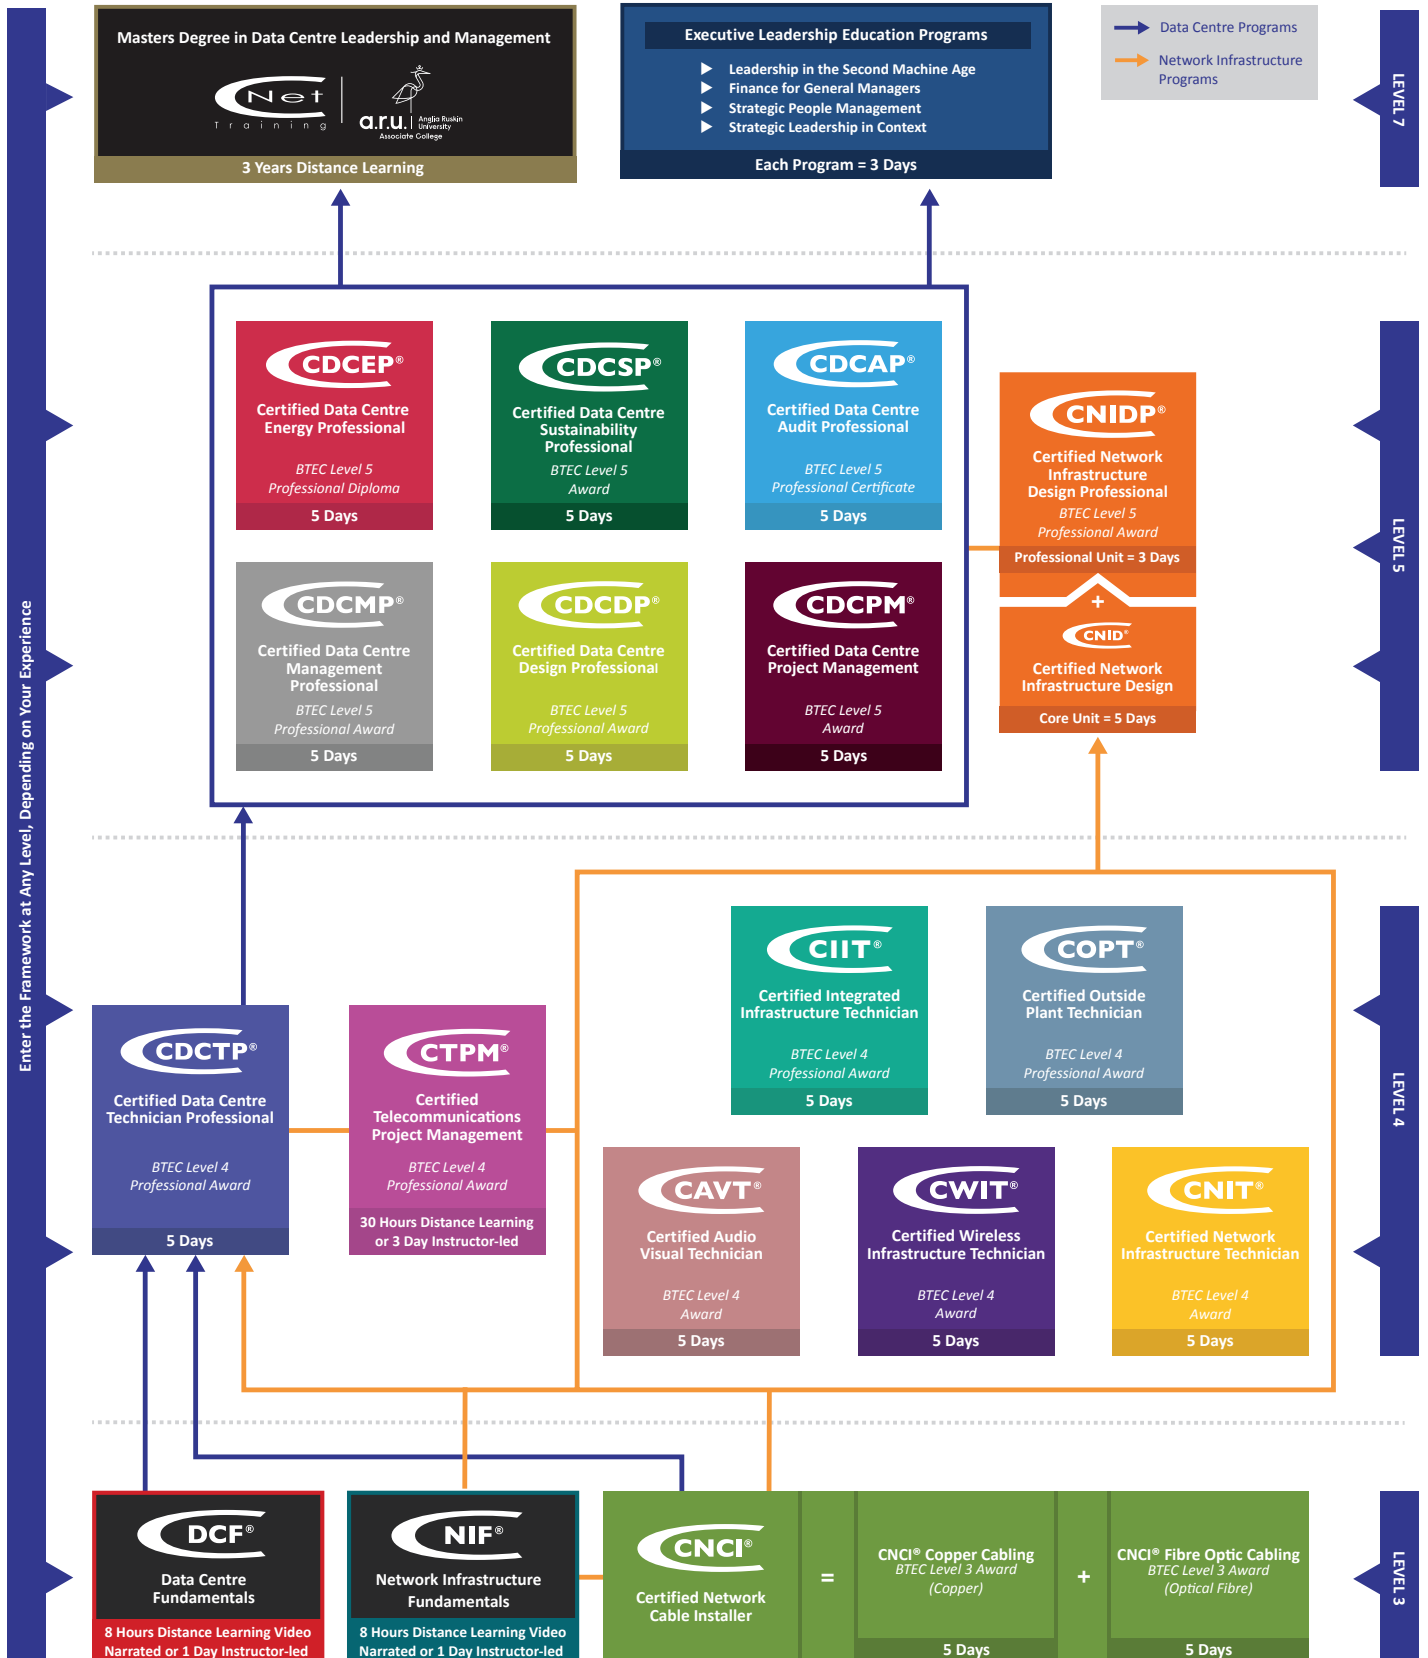 Masters Degree in Data Centre Leadership and Management
CNet
Training
a.r.u.
Anglia Ruskin
University
Associate College
3 Years Distance Learning
Executive Leadership Education Programs
Leadership in the Second Machine Age
Finance for General Managers
Strategic People Management
Strategic Leadership in Context
Each Program = 3 Days
Data Centre Programs
Network Infrastructure
Programs
LEVEL 7
Enter the Framework at Any Level, Depending on Your Experience
CDCEP®
Certified Data Centre
Energy Professional
BTEC Level 5
Professional Diploma
5 Days
CDCSP®
Certified Data Centre
Sustainability
Professional
BTEC Level 5
Award
5 Days
CDCAP®
Certified Data Centre
Audit Professional
BTEC Level 5
Professional Certificate
5 Days
CNIDP®
Certified Network
Infrastructure
Design Professional
BTEC Level 5
Professional Award
Professional Unit = 3 Days
+
CNID®
Certified Network
Infrastructure Design
Core Unit = 5 Days
CDCMP®
Certified Data Centre
Management
Professional
BTEC Level 5
Professional Award
5 Days
CDCDP®
Certified Data Centre
Design Professional
BTEC Level 5
Professional Award
5 Days
CDCPM®
Certified Data Centre
Project Management
BTEC Level 5
Award
5 Days
LEVEL 5
CIIT®
Certified Integrated
Infrastructure Technician
BTEC Level 4
Professional Award
5 Days
COPT®
Certified Outside
Plant Technician
BTEC Level 4
Professional Award
5 Days
CDCTP®
Certified Data Centre
Technician Professional
BTEC Level 4
Professional Award
5 Days
CTPM®
Certified
Telecommunications
Project Management
BTEC Level 4
Professional Award
30 Hours Distance Learning
or 3 Day Instructor-led
CAVT®
Certified Audio
Visual Technician
BTEC Level 4
Award
5 Days
CWIT®
Certified Wireless
Infrastructure Technician
BTEC Level 4
Award
5 Days
CNIT®
Certified Network
Infrastructure Technician
BTEC Level 4
Award
5 Days
LEVEL 4
DCF®
Data Centre
Fundamentals
8 Hours Distance Learning Video
Narrated or 1 Day Instructor-led
NIF®
Network Infrastructure
Fundamentals
8 Hours Distance Learning Video
Narrated or 1 Day Instructor-led
CNCI®
Certified Network
Cable Installer
=
CNCI® Copper Cabling
BTEC Level 3 Award
(Copper)
5 Days
+
CNCI® Fibre Optic Cabling
BTEC Level 3 Award
(Optical Fibre)
5 Days
LEVEL 3